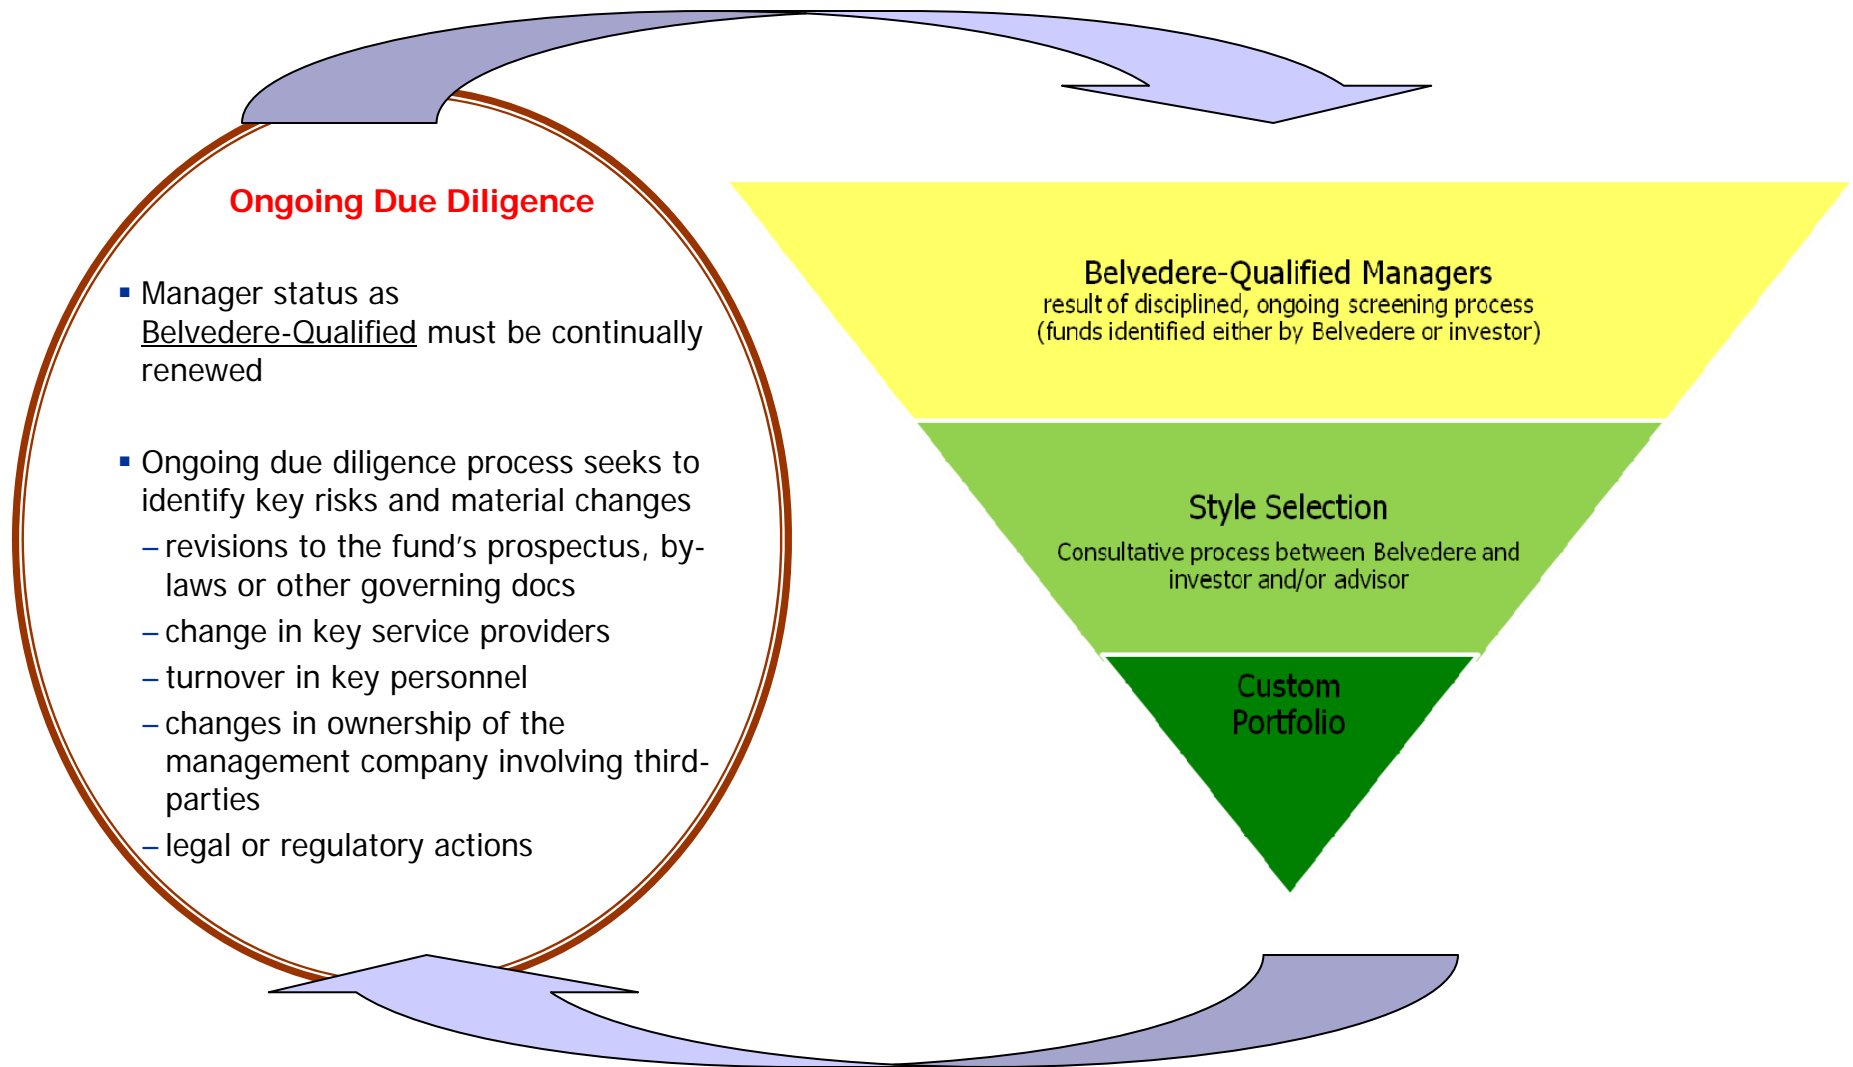 Ongoing Due Diligence
▪ Manager status as
Belvedere-Qualified must be continually
renewed
▪ Ongoing due diligence process seeks to
identify key risks and material changes
– revisions to the fund's prospectus, by-
laws or other governing docs
– change in key service providers
– turnover in key personnel
– changes in ownership of the
management company involving third-
parties
– legal or regulatory actions
Belvedere-Qualified Managers
result of disciplined, ongoing screening process
(funds identified either by Belvedere or investor)
Style Selection
Consultative process between Belvedere and
investor and/or advisor
Custom
Portfolio